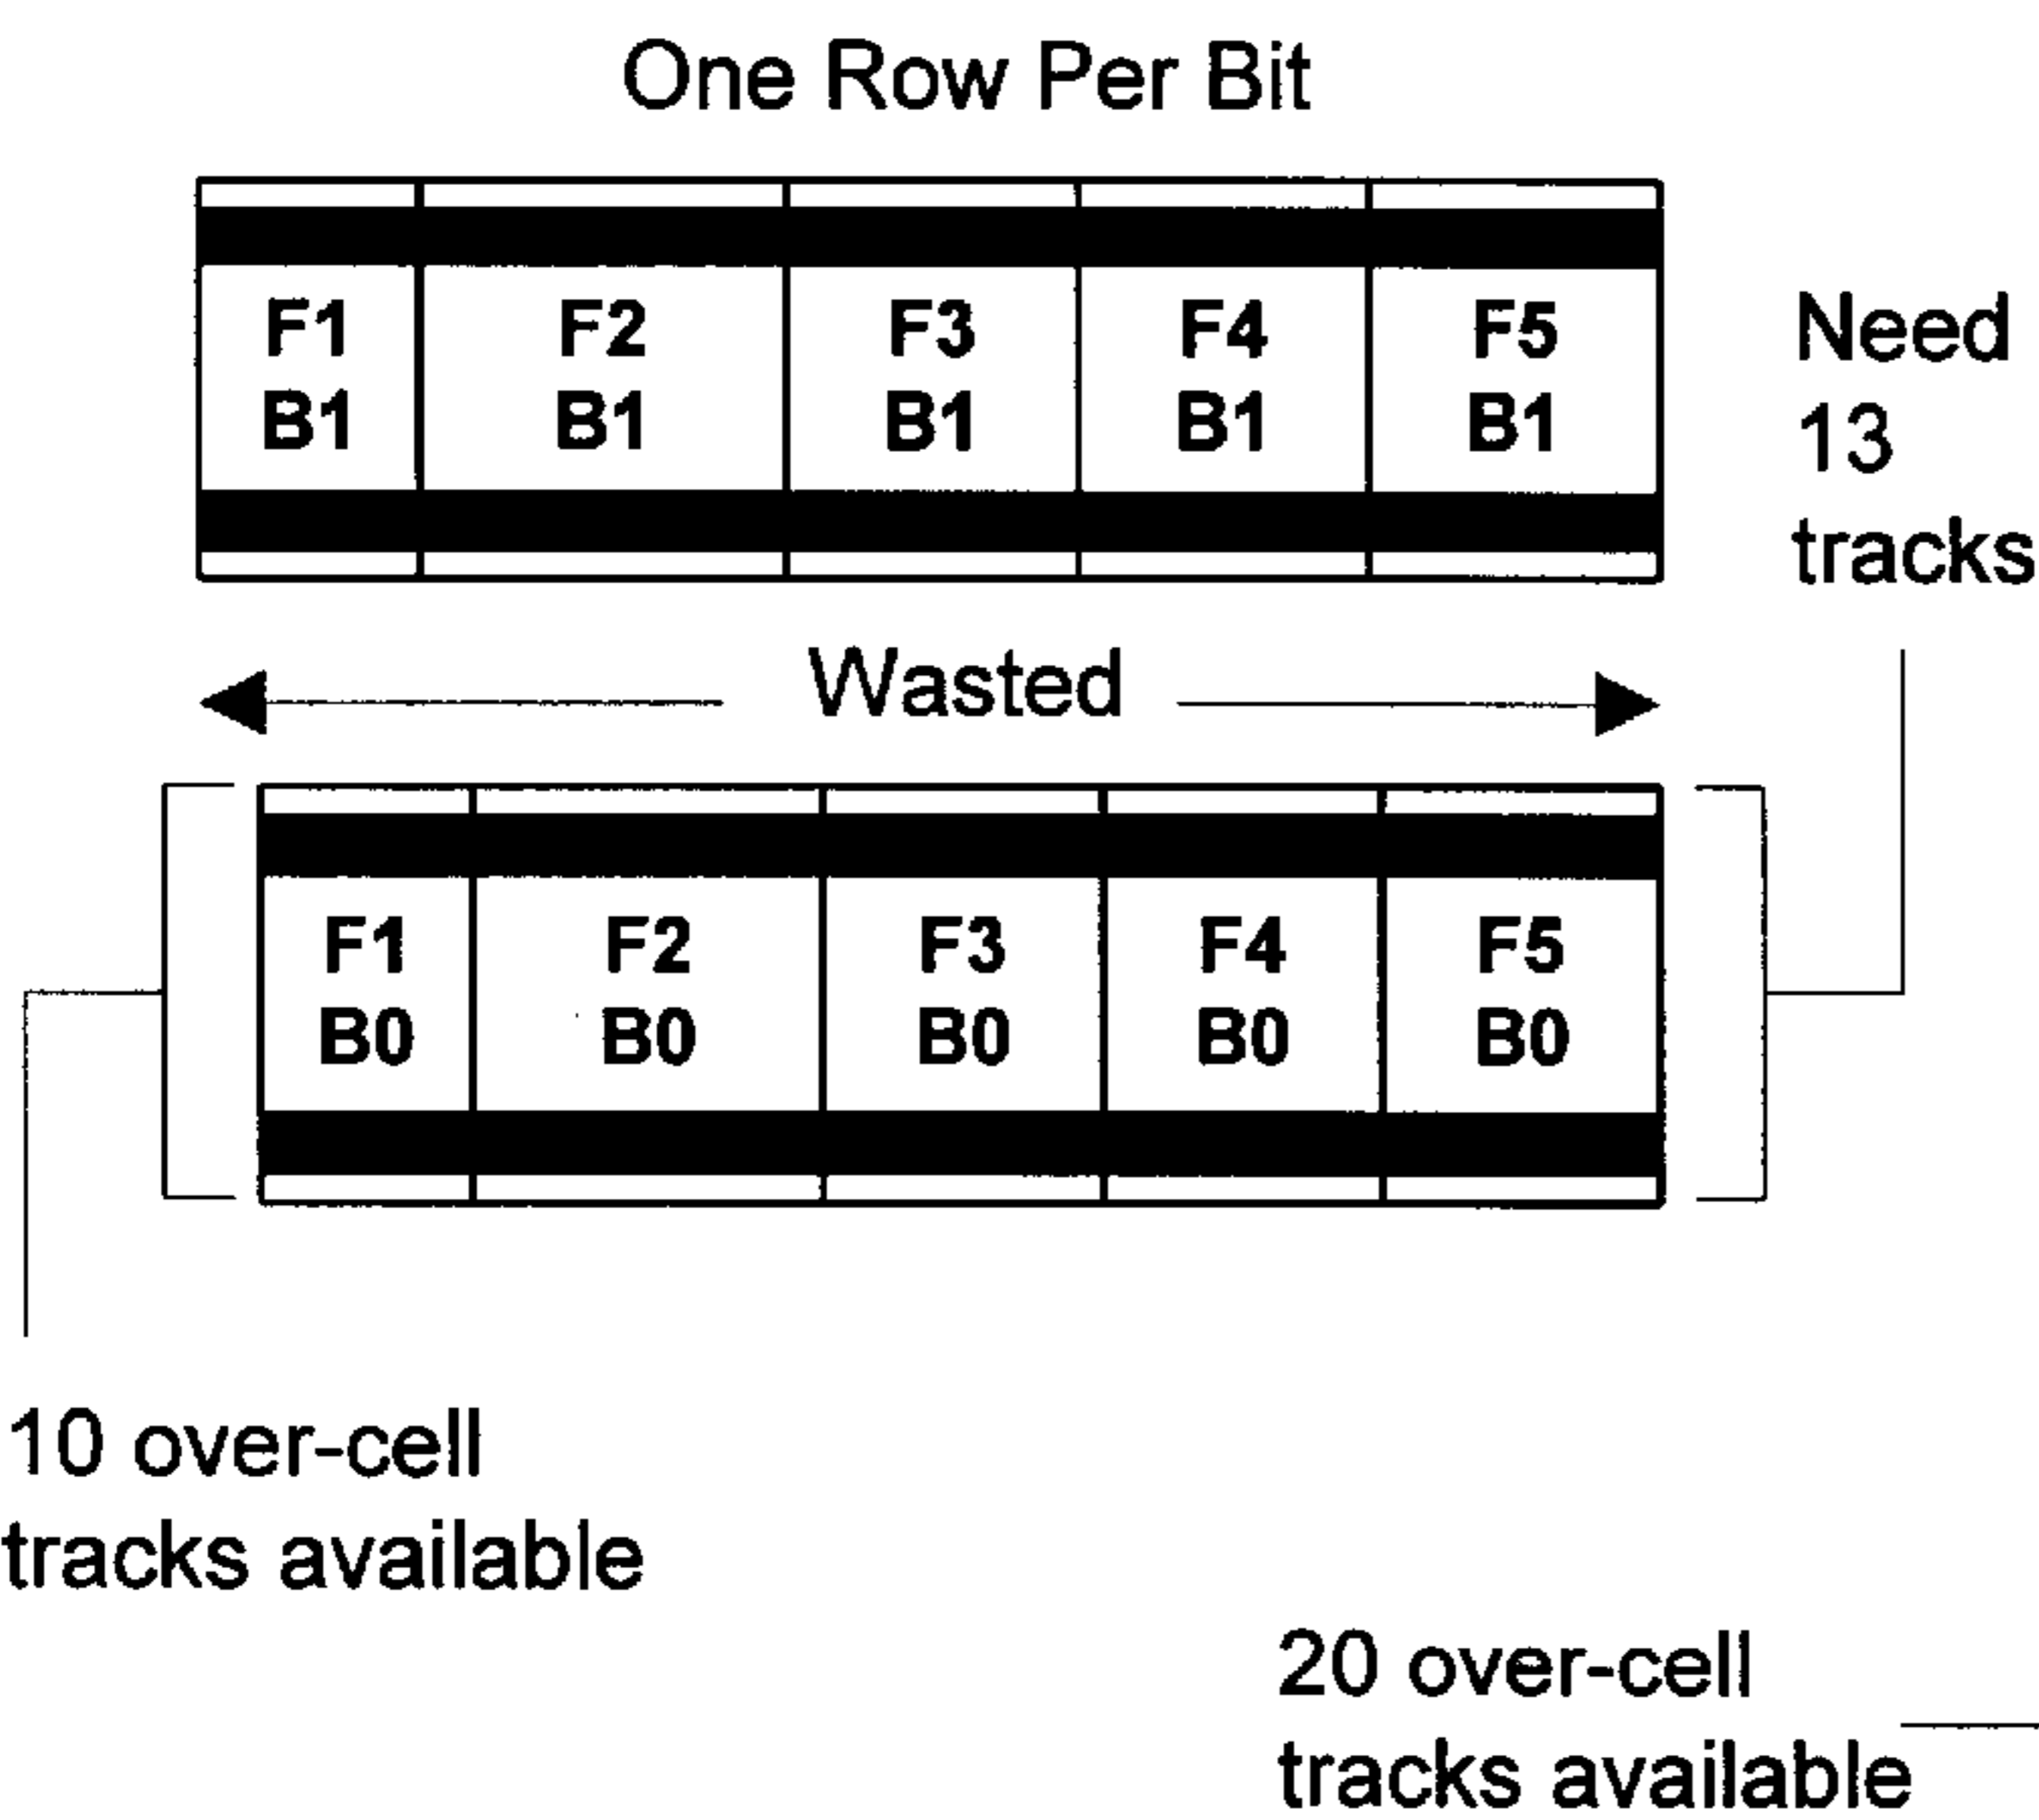 One Row Per Bit
F1 F2 F3 F4 F5
B1 B1 B1 B1 B1
Need
13
tracks
Wasted
F1 F2 F3 F4 F5
B0 B0 B0 B0 B0
10 over-cell
tracks available
20 over-cell
tracks available